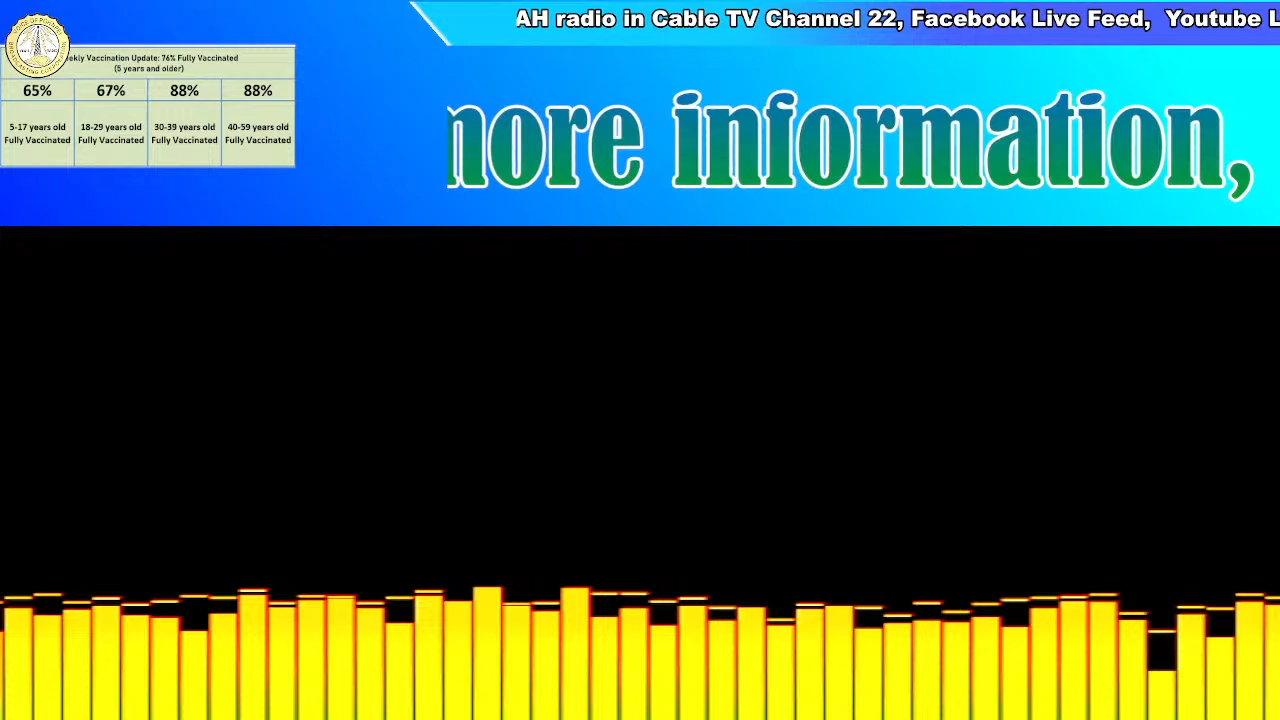 AH radio in Cable TV Channel 22, Facebook Live Feed, Youtube L
ekly Vaccination Update: 76% Fully Vaccinated
(5 years and older)
65% 67% 88% 88%
5-17 years old 18-29 years old 30-39 years old 40-59 years old
Fully Vaccinated Fully Vaccinated Fully Vaccinated Fully Vaccinated
nore information,